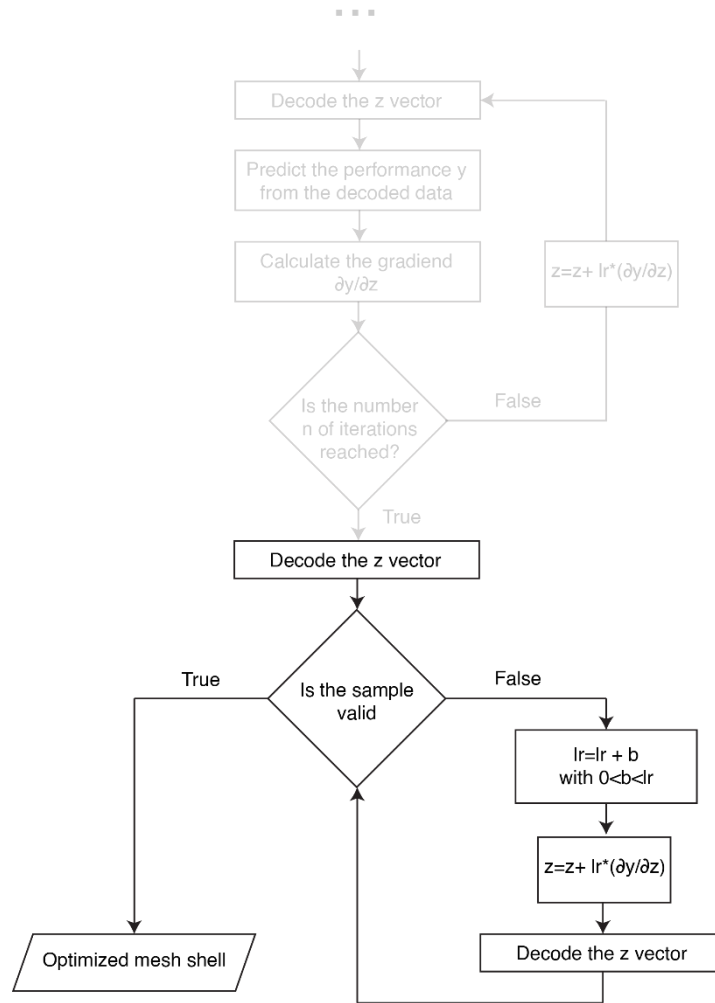 ...
Decode the z vector
Predict the performance y
from the decoded data
Calculate the gradiend
∂y/∂z
z=z+ lr*(∂y/∂z)
Is the number
n of iterations
reached?
False
True
Decode the z vector
Is the sample
valid
True
False
lr=lr + b
with 0<b<lr
z=z+ lr*(∂y/∂z)
Decode the z vector
Optimized mesh shell